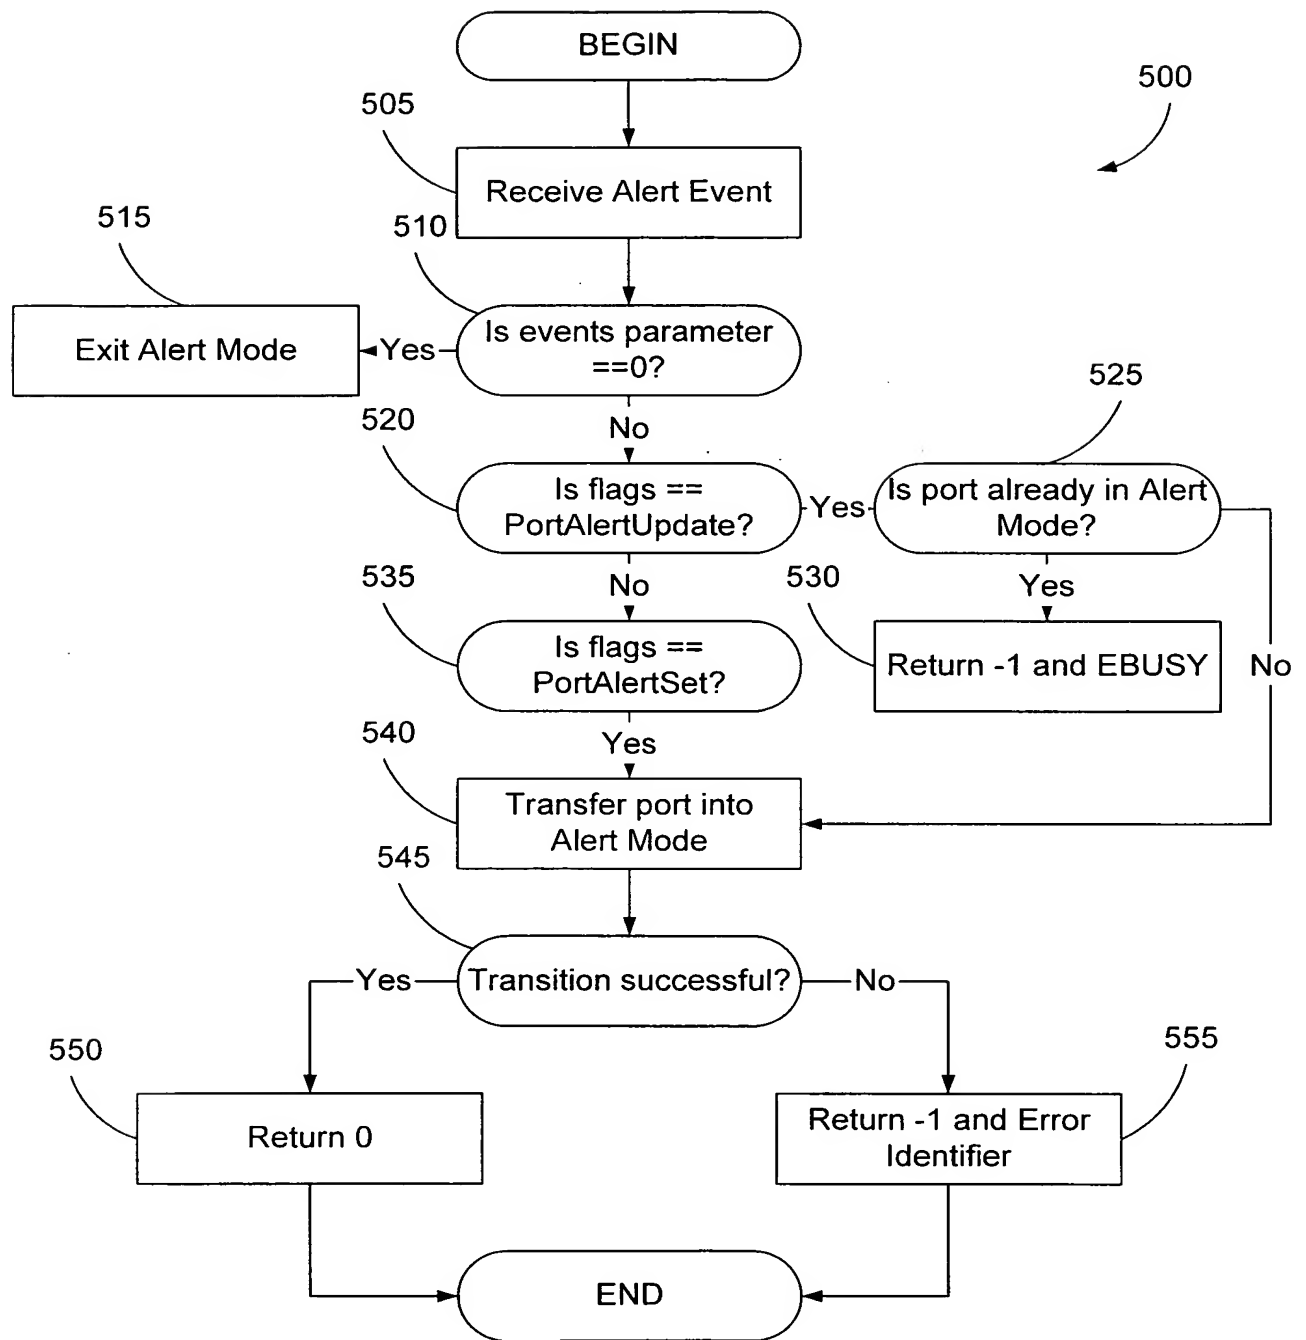 BEGIN
500
505
Receive Alert Event
515
510
Exit Alert Mode
Yes
Is events parameter
==0?
525
No
520
Is flags ==
PortAlertUpdate?
Yes
Is port already in Alert
Mode?
No
Yes
535
530
Is flags ==
PortAlertSet?
Return -1 and EBUSY
No
Yes
540
Transfer port into
Alert Mode
545
Yes
Transition successful?
No
550
555
Return 0
Return -1 and Error
Identifier
END